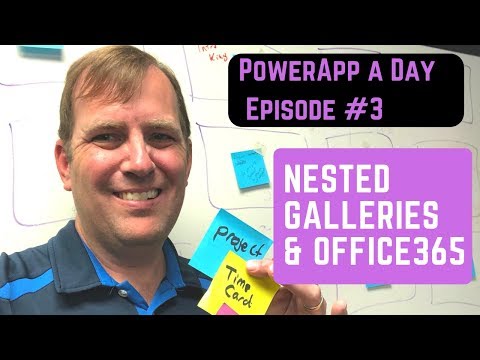 PowerApp a Day
Episode #3
NESTED
GALLERIES
& OFFICE365
project
Time
Card